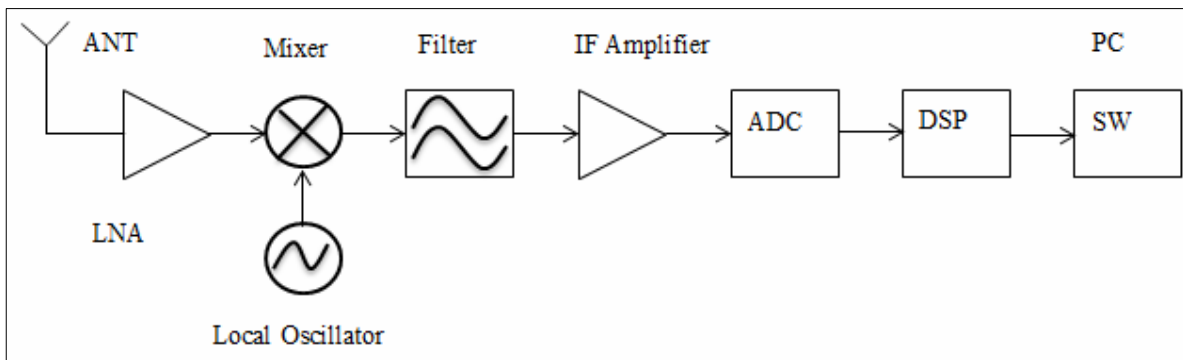 ANT
Mixer
Filter
IF Amplifier
PC
ADC
DSP
SW
LNA
Local Oscillator